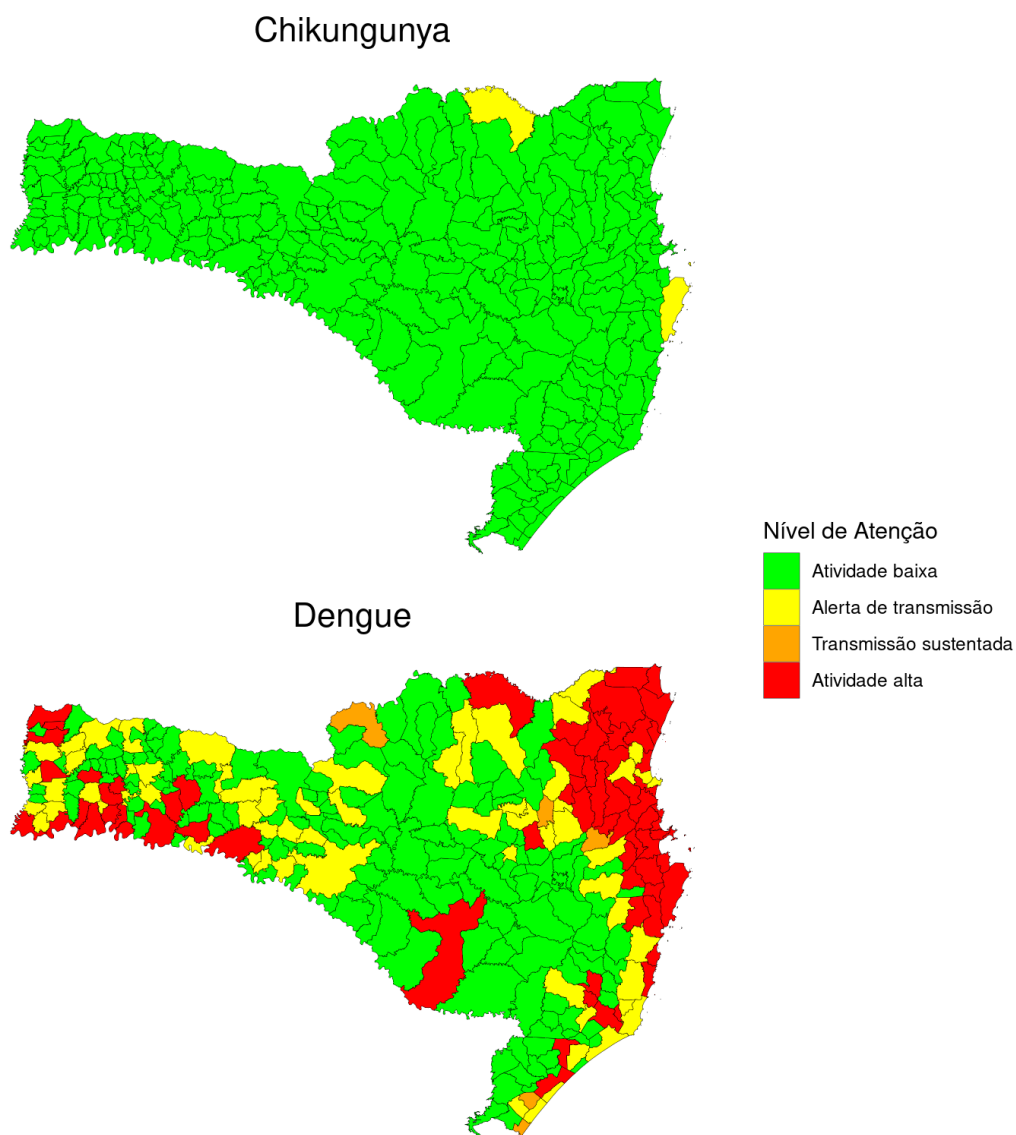 Chikungunya
Nível de Atenção
Atividade baixa
Alerta de transmissão
Transmissão sustentada
Atividade alta
Dengue